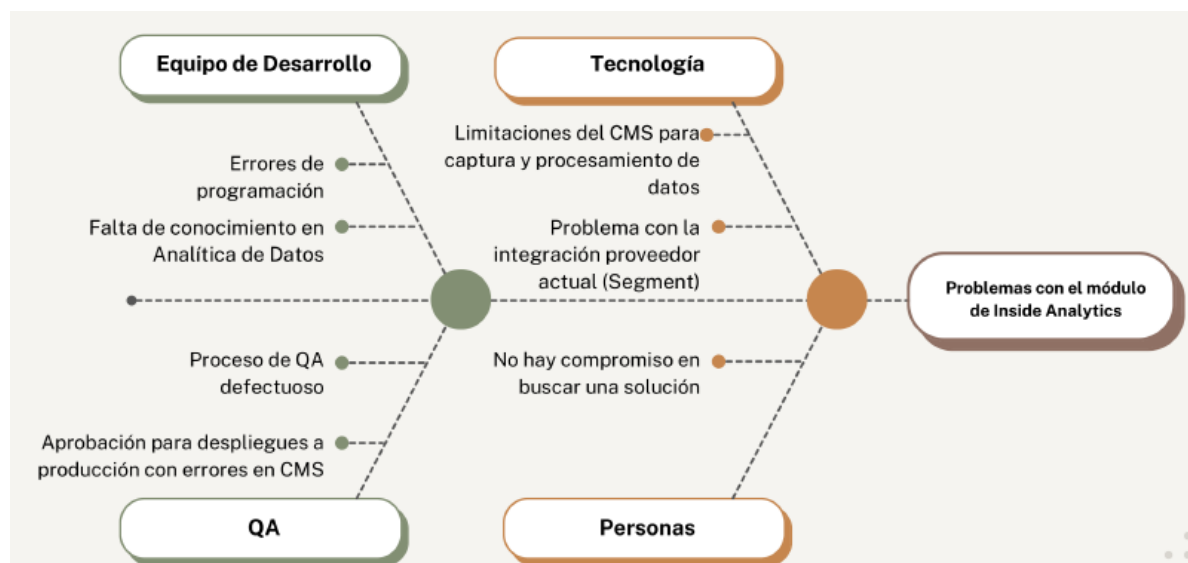 Equipo de Desarrollo
Tecnología
Errores de
programación
Falta de conocimiento en
Analítica de Datos
Limitaciones del CMS para
captura y procesamiento de
datos
Problema con la
integración proveedor
actual (Segment)
Problemas con el módulo
de Inside Analytics
Proceso de QA
defectuoso
Aprobación para despliegues a
producción con errores en CMS
No hay compromiso en
buscar una solución
QA
Personas